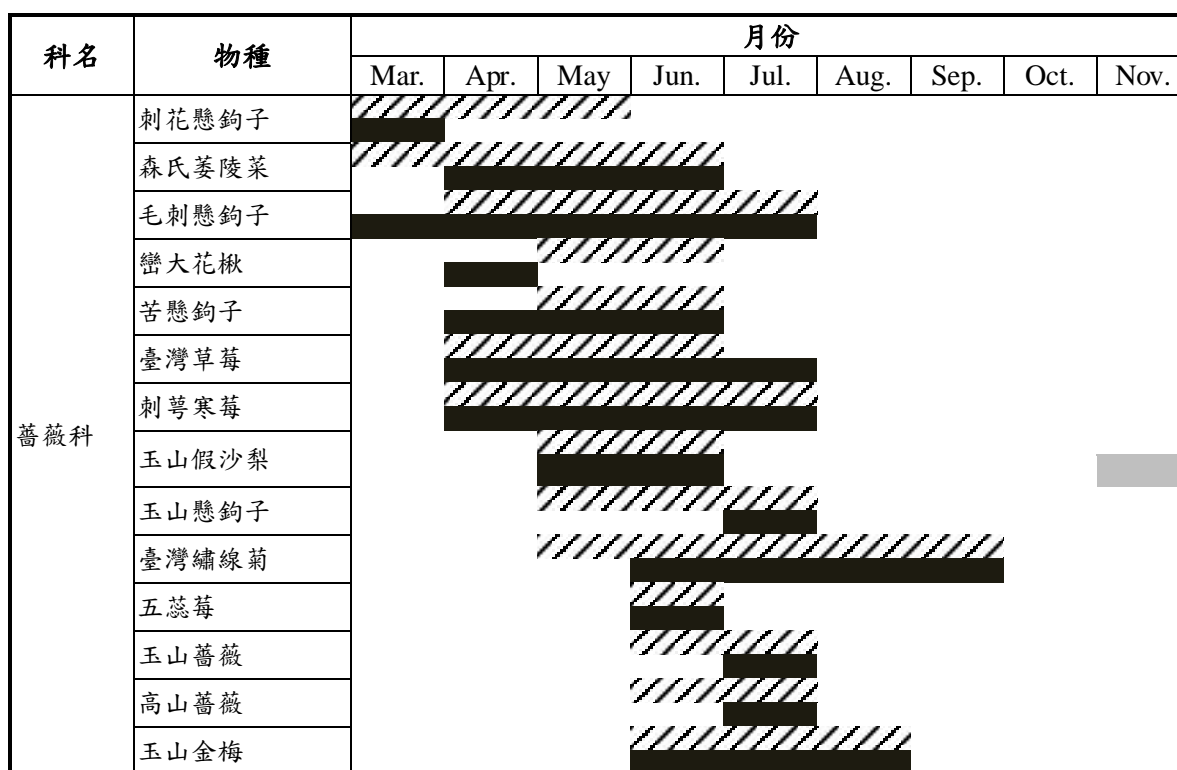 科名 物種 月份
Mar. Apr. May Jun. Jul. Aug. Sep. Oct. Nov.
薔薇科
刺花懸鉤子
森氏萎陵菜
毛刺懸鉤子
巒大花楸
苦懸鉤子
臺灣草莓
刺萼寒莓
玉山假沙梨
玉山懸鉤子
臺灣繡線菊
五蕊莓
玉山薔薇
高山薔薇
玉山金梅